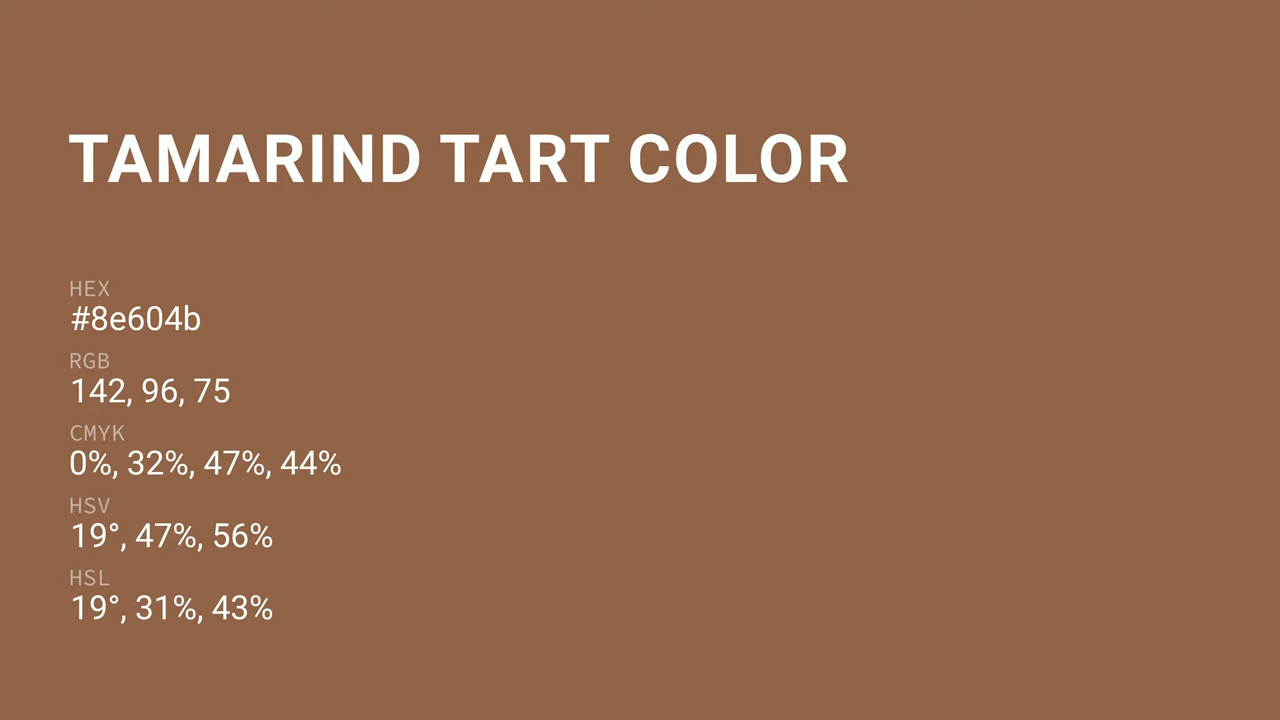 TAMARIND TART COLOR
HEX
#8e604b
RGB
142, 96, 75
CMYK
0%, 32%, 47%, 44%
HSV
19°, 47%, 56%
HSL
19°, 31%, 43%